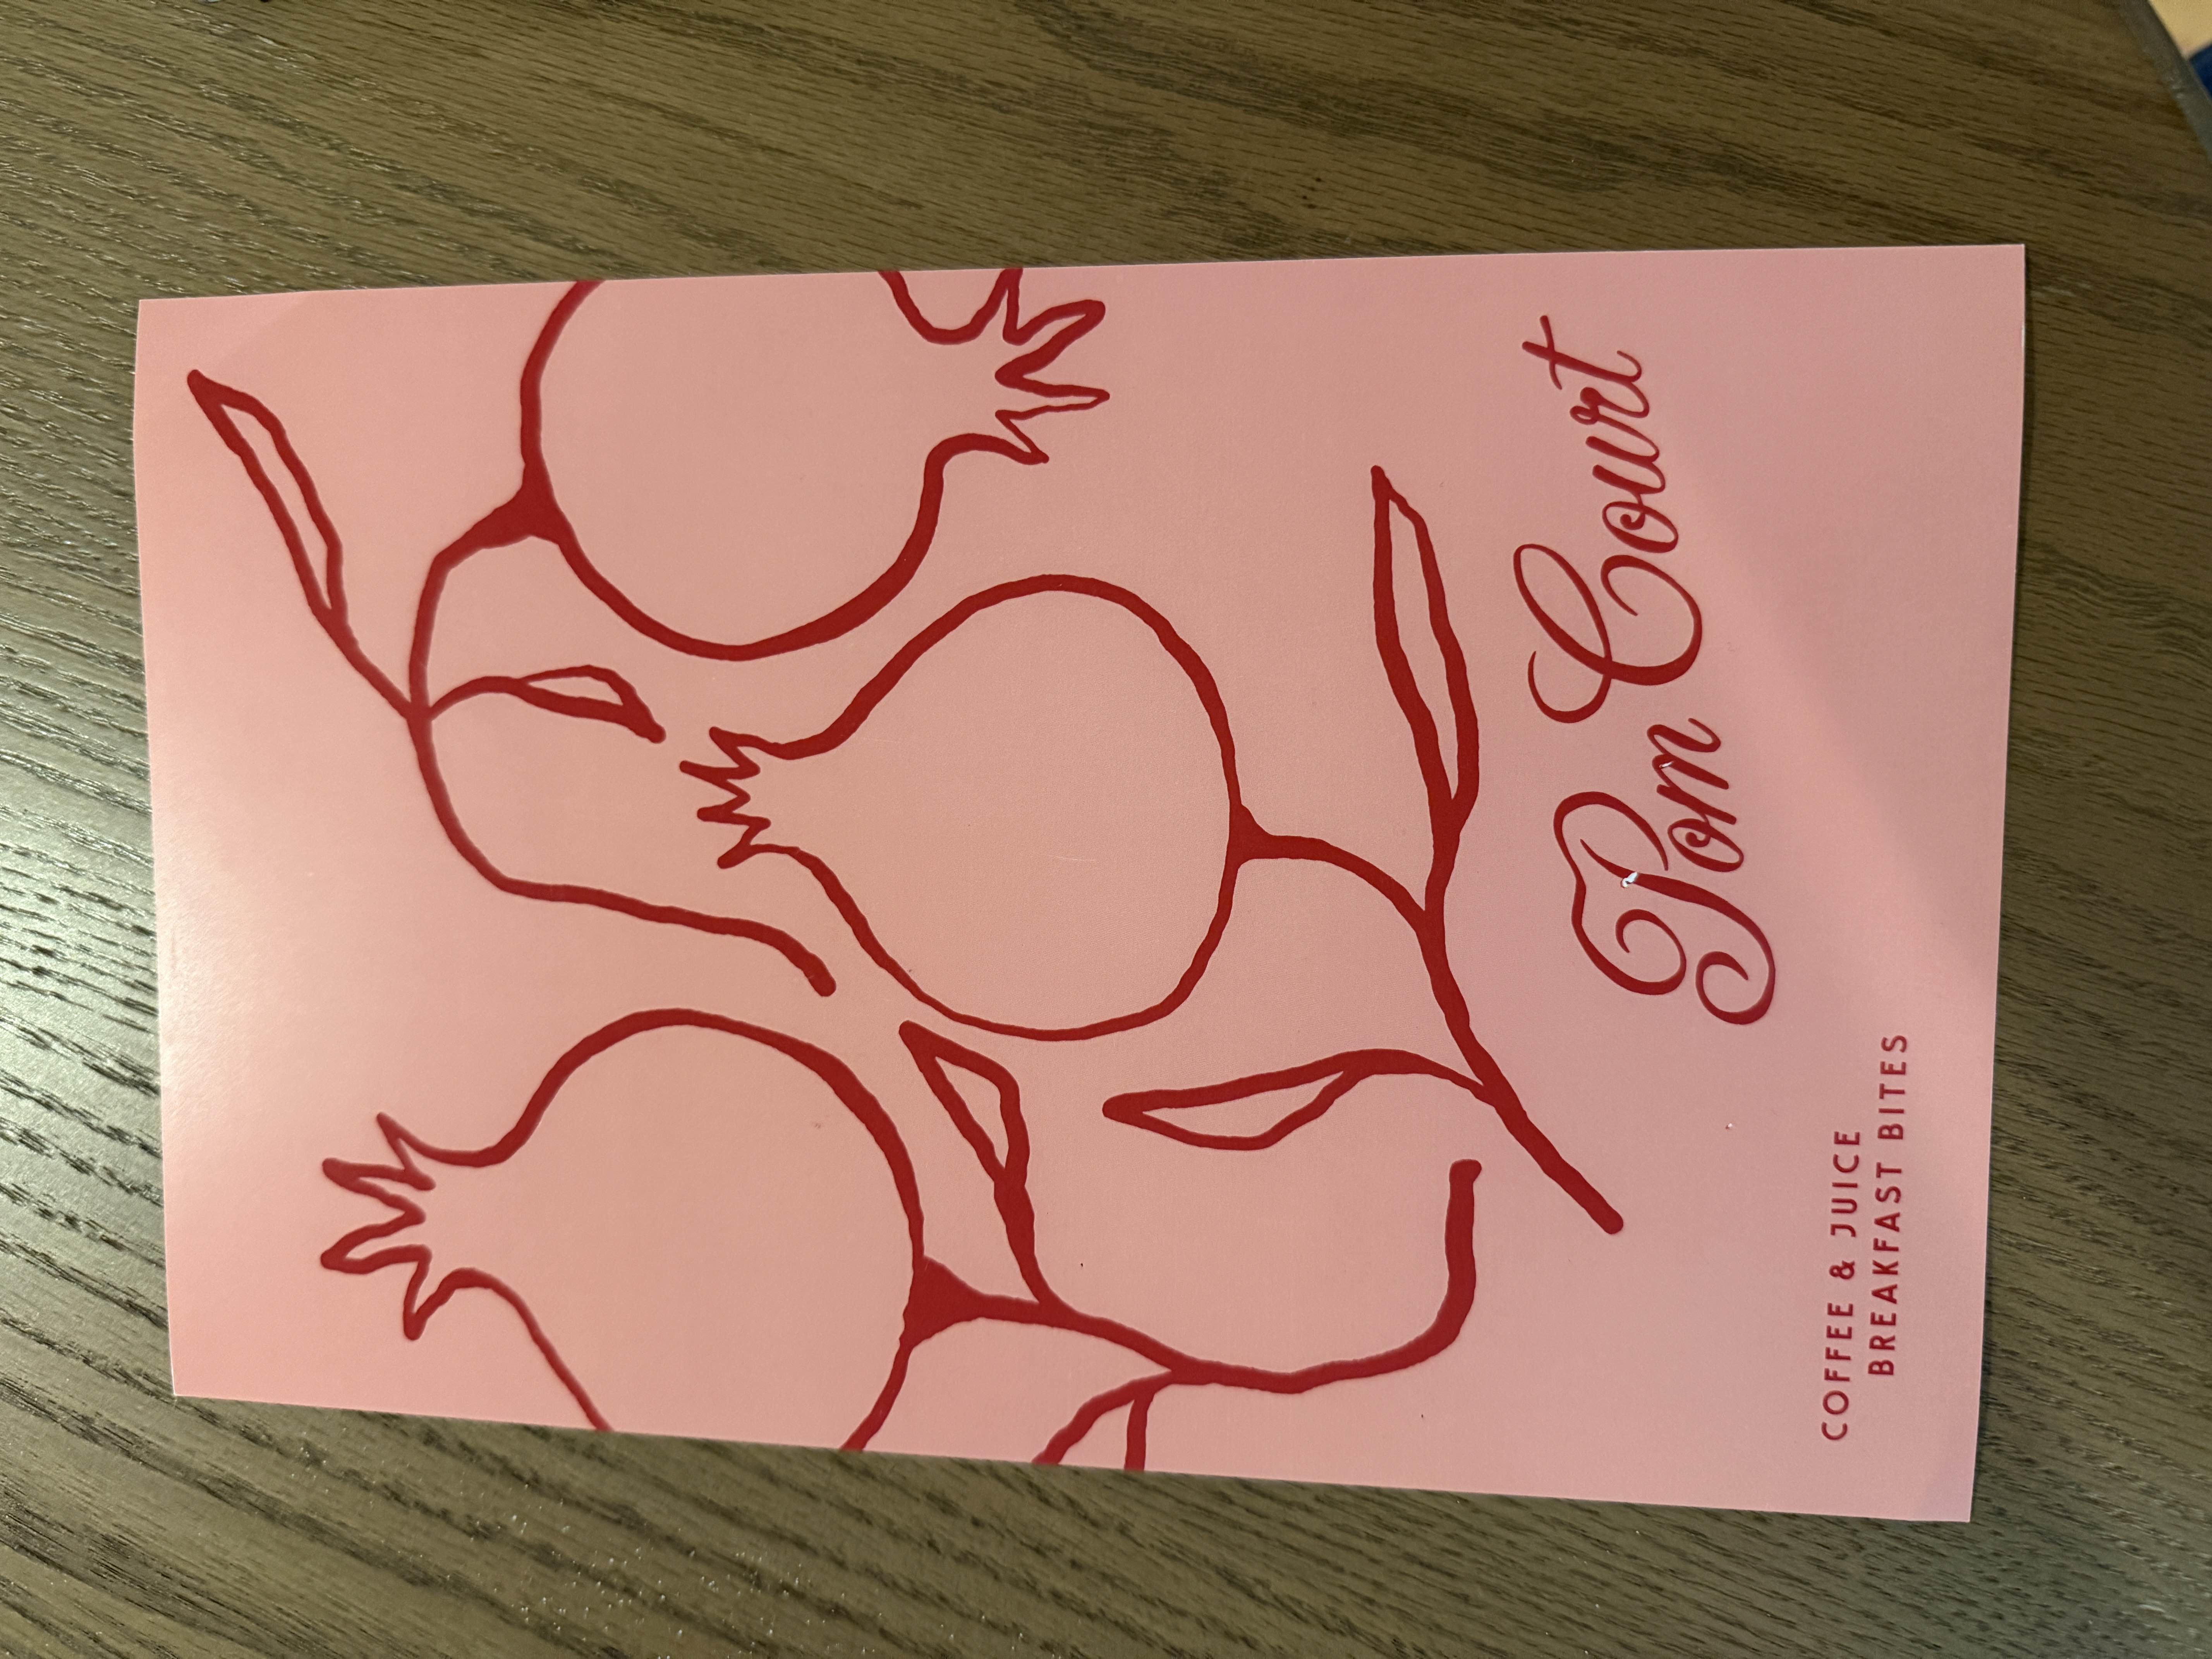 Pom Court
COFFEE & JUICE
BREAKFAST BITES